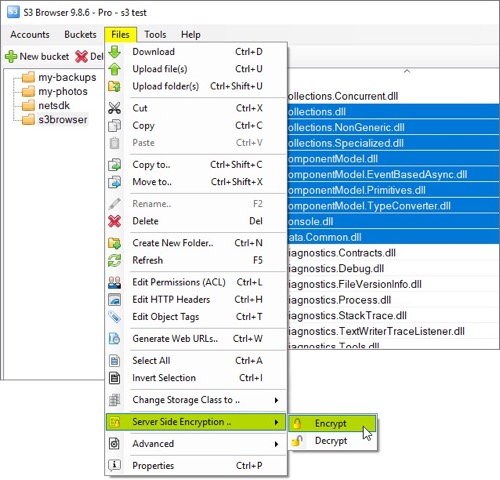 S3 Browser 9.8.6 - Pro - s3 test
Accounts Buckets Files Tools Help
New bucket Del
my-backups
my-photos
netsdk
s3browser
Download Ctrl+D
Upload file(s) Ctrl+U
Upload folder(s) Ctrl+Shift+U
Cut Ctrl+X
Copy Ctrl+C
Paste Ctrl+V
Copy to.. Ctrl+Shift+C
Move to.. Ctrl+Shift+X
Rename.. F2
Delete Del
Create New Folder.. Ctrl+N
Refresh F5
Edit Permissions (ACL) Ctrl+L
Edit HTTP Headers Ctrl+H
Edit Object Tags Ctrl+T
Generate Web URLs.. Ctrl+W
Select All Ctrl+A
Invert Selection Ctrl+I
Change Storage Class to ..
Server Side Encryption ..
Advanced
Properties Ctrl+P
Encrypt
Decrypt
ollections.Concurrent.dll
ollections.dll
ollections.NonGeneric.dll
ollections.Specialized.dll
omponentModel.dll
omponentModel.EventBasedAsync.dll
omponentModel.Primitives.dll
omponentModel.TypeConverter.dll
onsole.dll
ata.Common.dll
iagnostics.Contracts.dll
iagnostics.Debug.dll
iagnostics.FileVersionInfo.dll
iagnostics.Process.dll
iagnostics.StackTrace.dll
iagnostics.TextWriterTraceListener.dll
iagnostics.Tools.dll